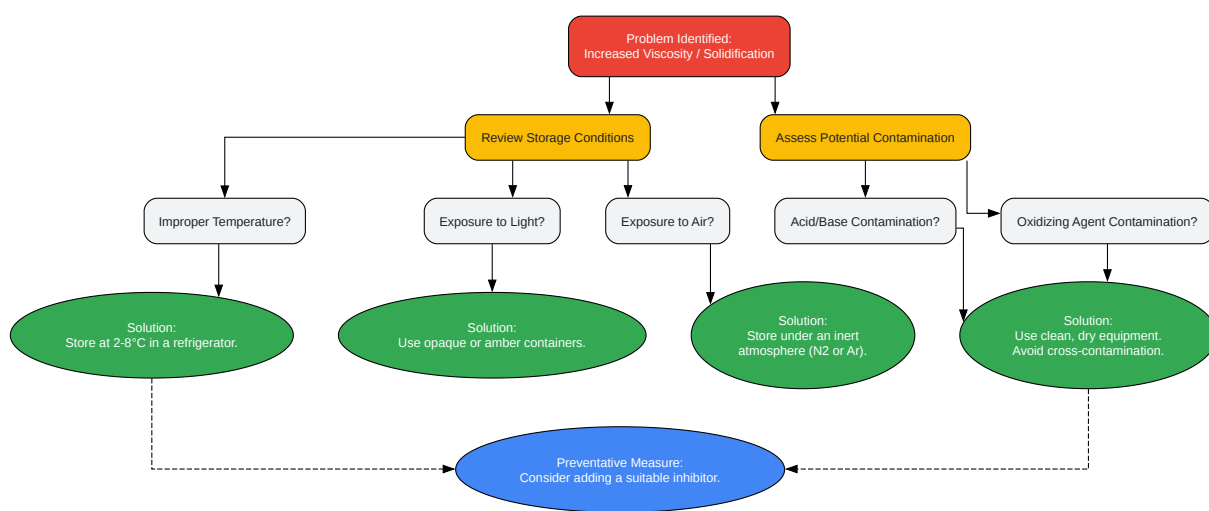 Problem Identified:
Increased Viscosity / Solidification
Review Storage Conditions
Assess Potential Contamination
Improper Temperature?
Exposure to Light?
Exposure to Air?
Acid/Base Contamination?
Oxidizing Agent Contamination?
Solution:
Store at 2-8°C in a refrigerator.
Solution:
Use opaque or amber containers.
Solution:
Store under an inert
atmosphere (N2 or Ar).
Solution:
Use clean, dry equipment.
Avoid cross-contamination.
Preventative Measure:
Consider adding a suitable inhibitor.